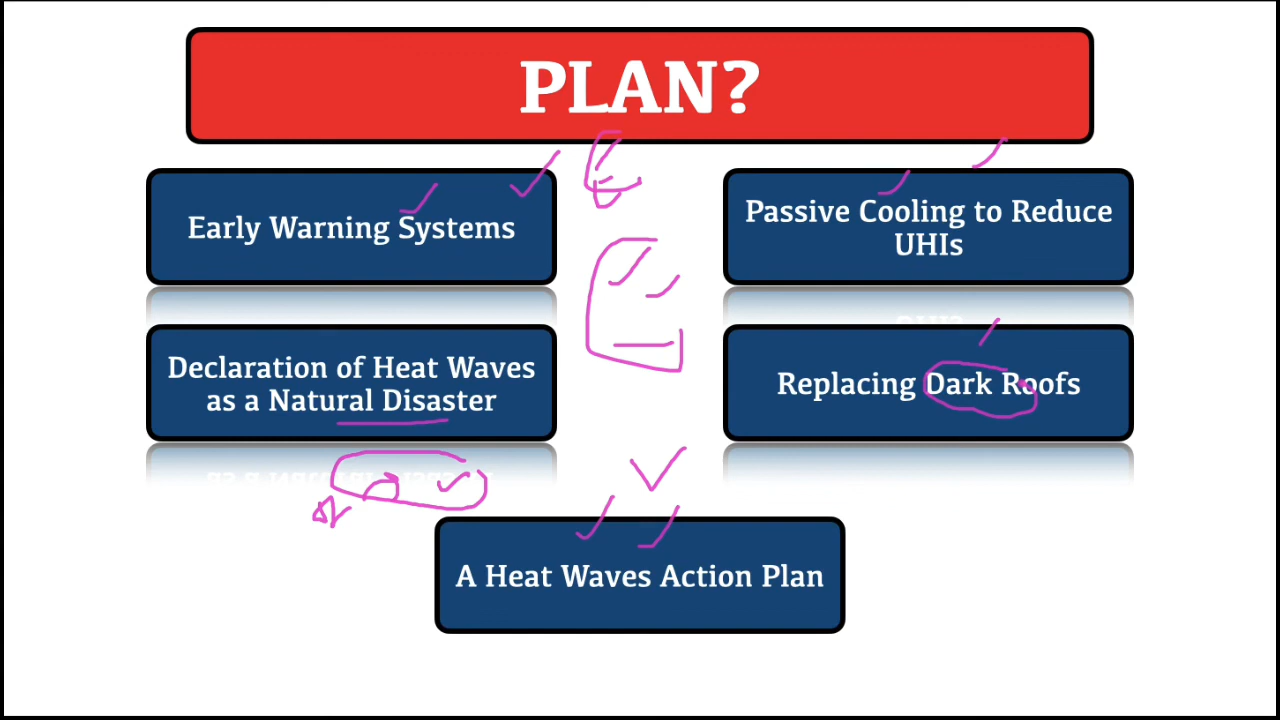 PLAN?
Early Warning Systems
Passive Cooling to Reduce
UHIs
Declaration of Heat Waves
as a Natural Disaster
Replacing Dark Roofs
A Heat Waves Action Plan